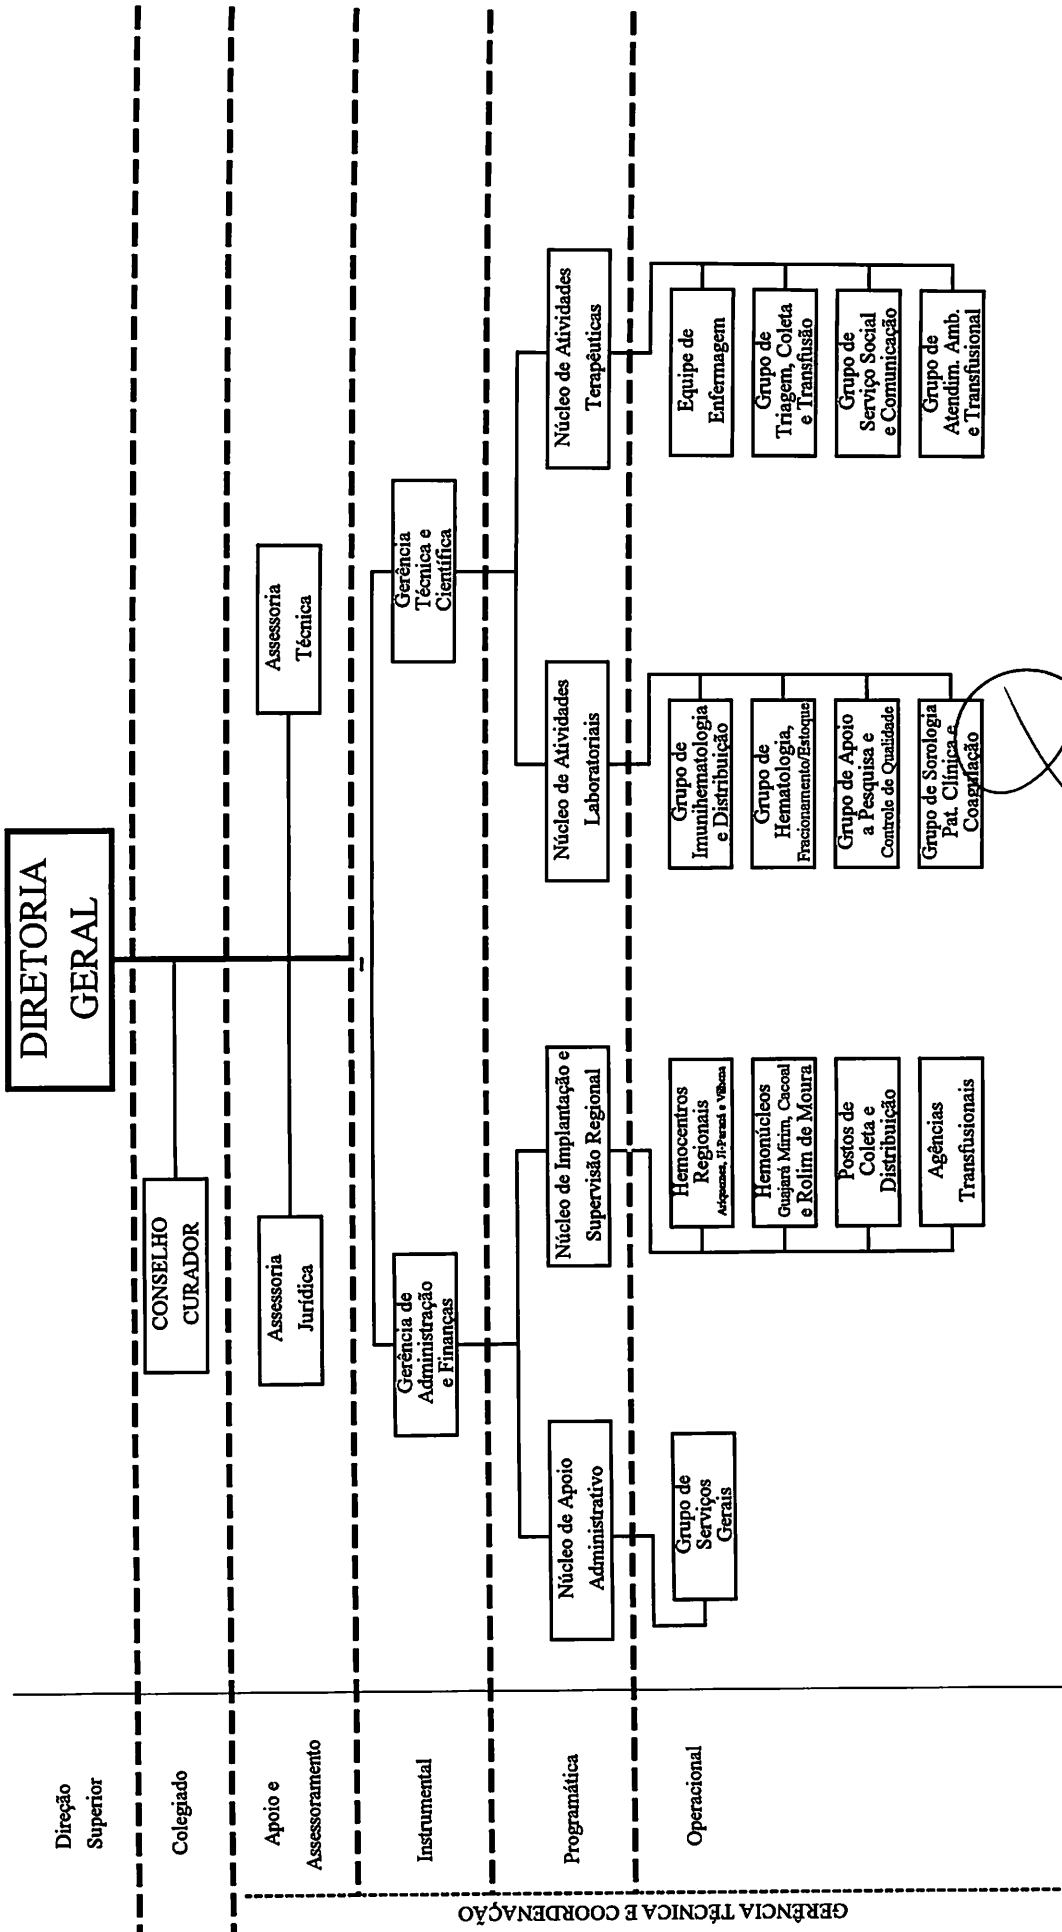 DIRETORIA
GERAL
Direção
Superior
CONSELHO
CURADOR
Colegiado
Assessoria
Jurídica
Assessoria
Técnica
Apoio e
Assessoramento
Gerência de
Administração
e Finanças
Gerência
Técnica e
Científica
Instrumental
Núcleo de Apoio
Administrativo
Núcleo de Implantação e
Supervisão Regional
Núcleo de Atividades
Laboratoriais
Núcleo de Atividades
Terapêuticas
Programática
Operacional
Grupo de
Serviços
Gerais
Hemocentros
Regionais
Ariquemes, Ji-Paraná e Vilhena
Hemonúcleos
Guajará Mirim, Cacoal
e Rolim de Moura
Postos de
Coleta e
Distribuição
Agências
Transfusionais
Grupo de
Imunihematologia
e Distribuição
Grupo de
Hematologia,
Fracionamento/Estoque
Grupo de Apoio
a Pesquisa e
Controle de Qualidade
Grupo de Sorologia
Pat. Clínica e
Coagulação
Equipe de
Enfermagem
Grupo de
Triagem, Coleta
e Transfusão
Grupo de
Serviço Social
e Comunicação
Grupo de
Atendim. Amb.
e Transfusional
GERÊNCIA TÉCNICA E COORDENAÇÃO